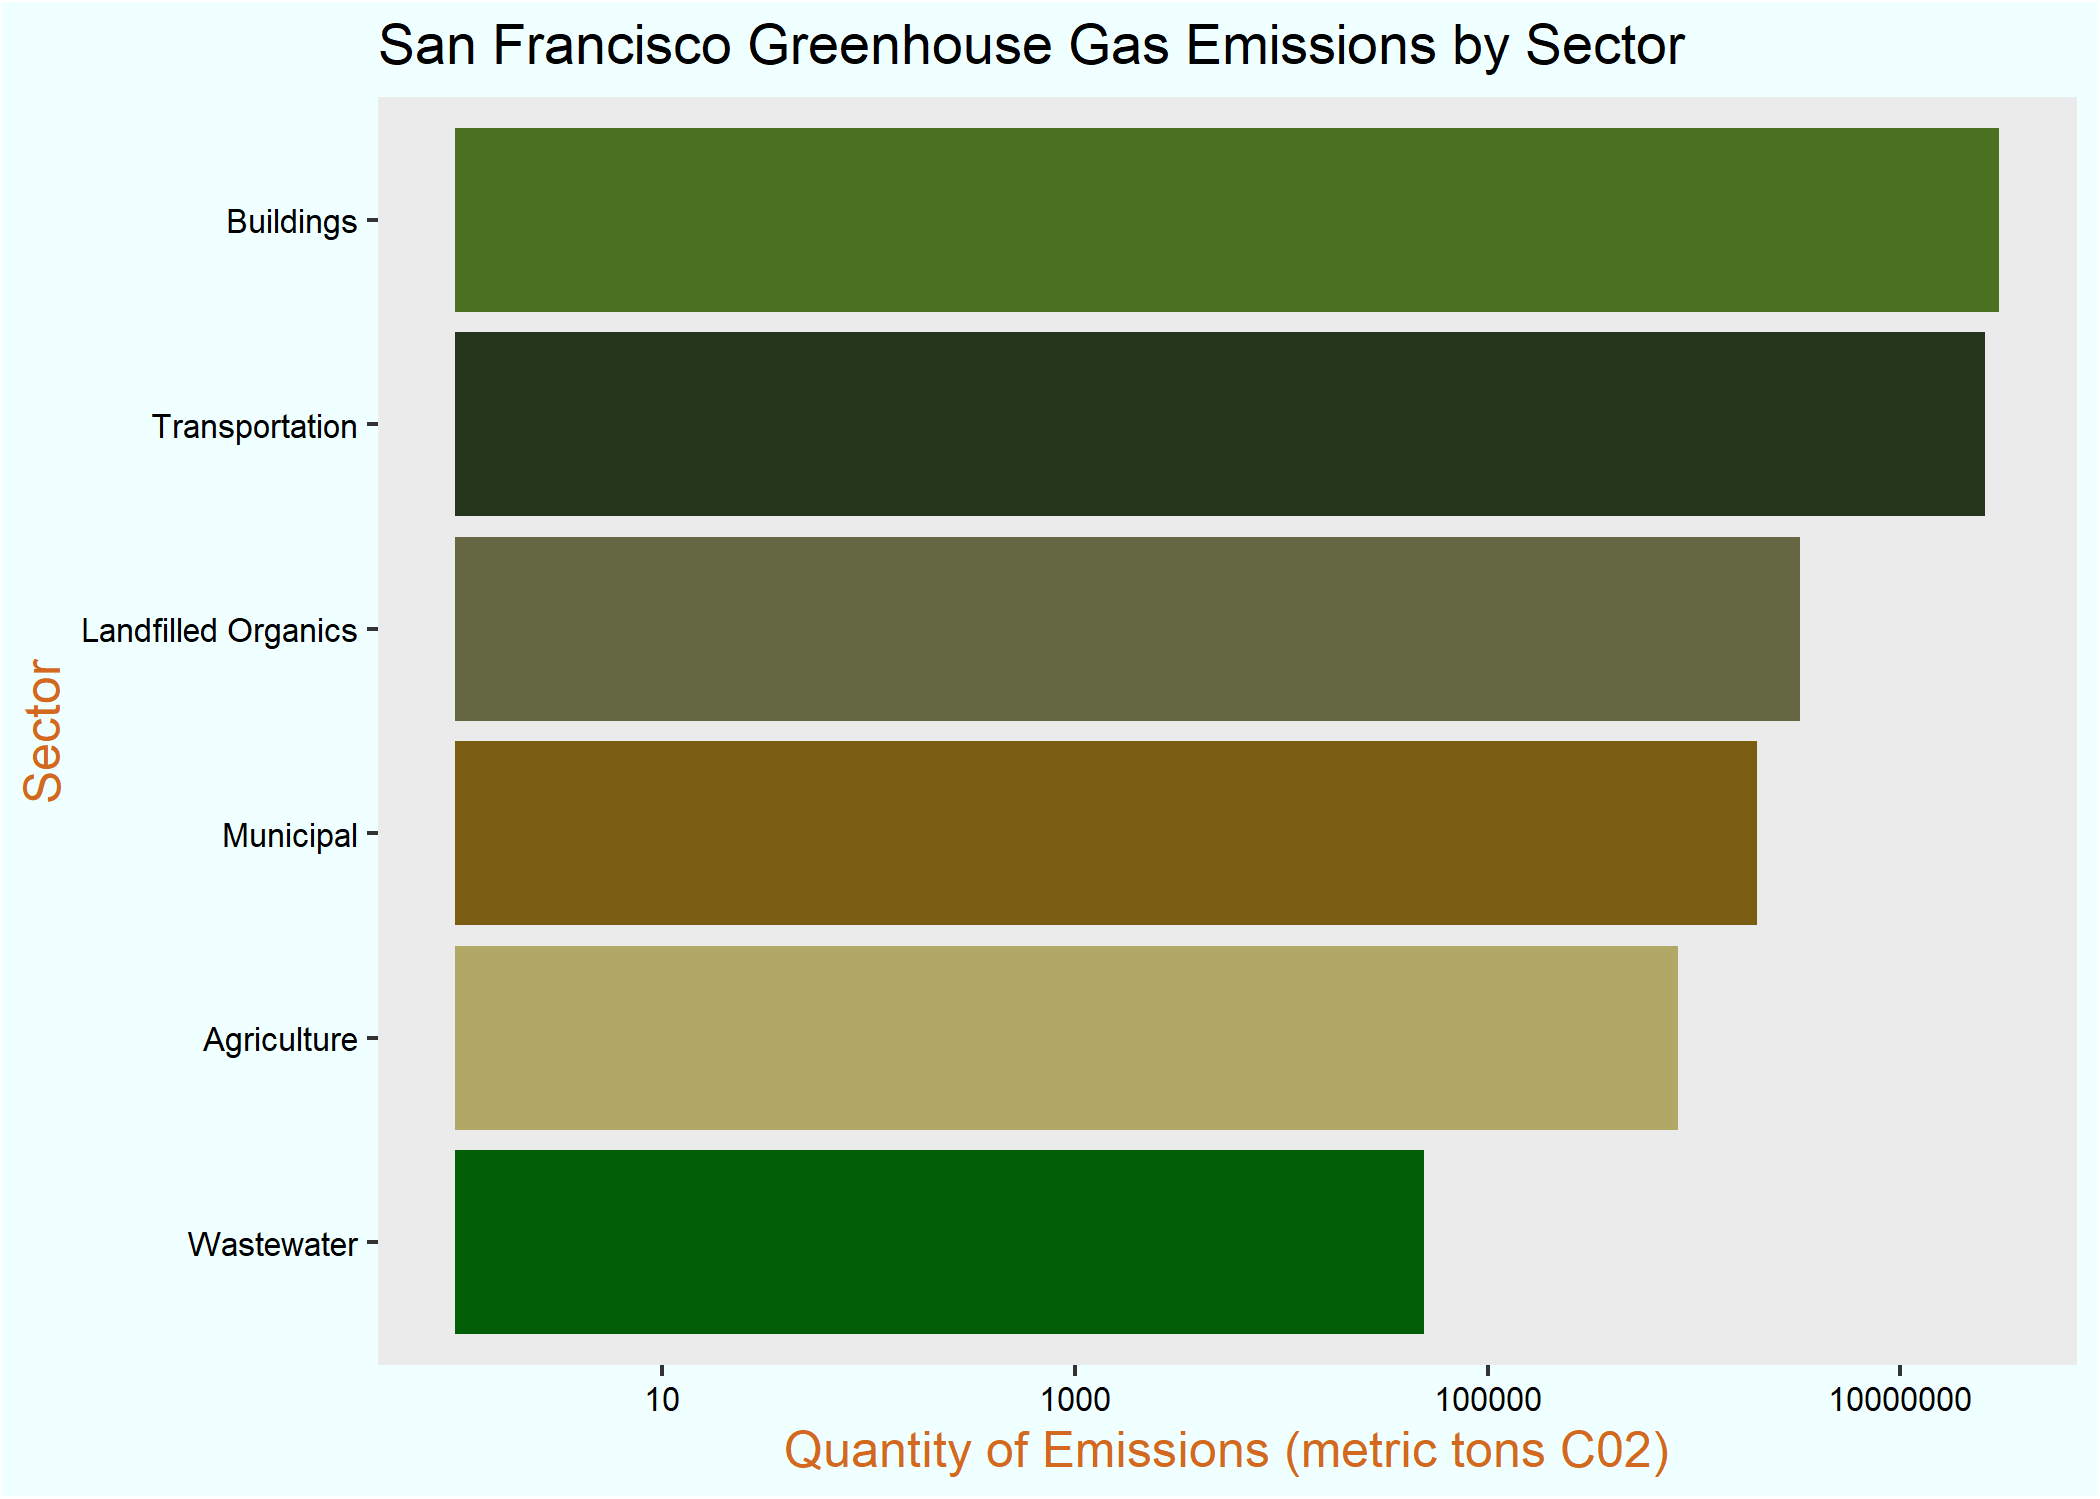 San Francisco Greenhouse Gas Emissions by Sector
Sector
Buildings
Transportation
Landfilled Organics
Municipal
Agriculture
Wastewater
10 1000 100000 10000000
Quantity of Emissions (metric tons C02)